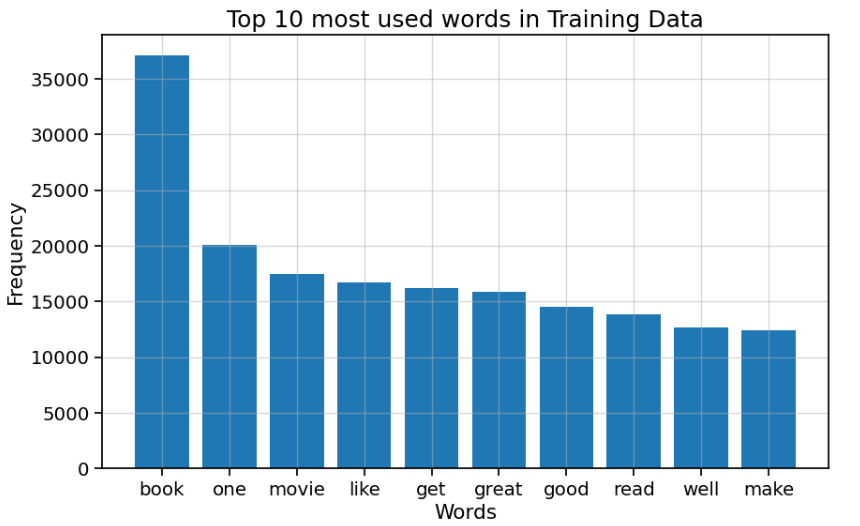 Top 10 most used words in Training Data
Frequency
35000
30000
25000
20000
15000
10000
5000
0
book one movie like get great good read well make
Words